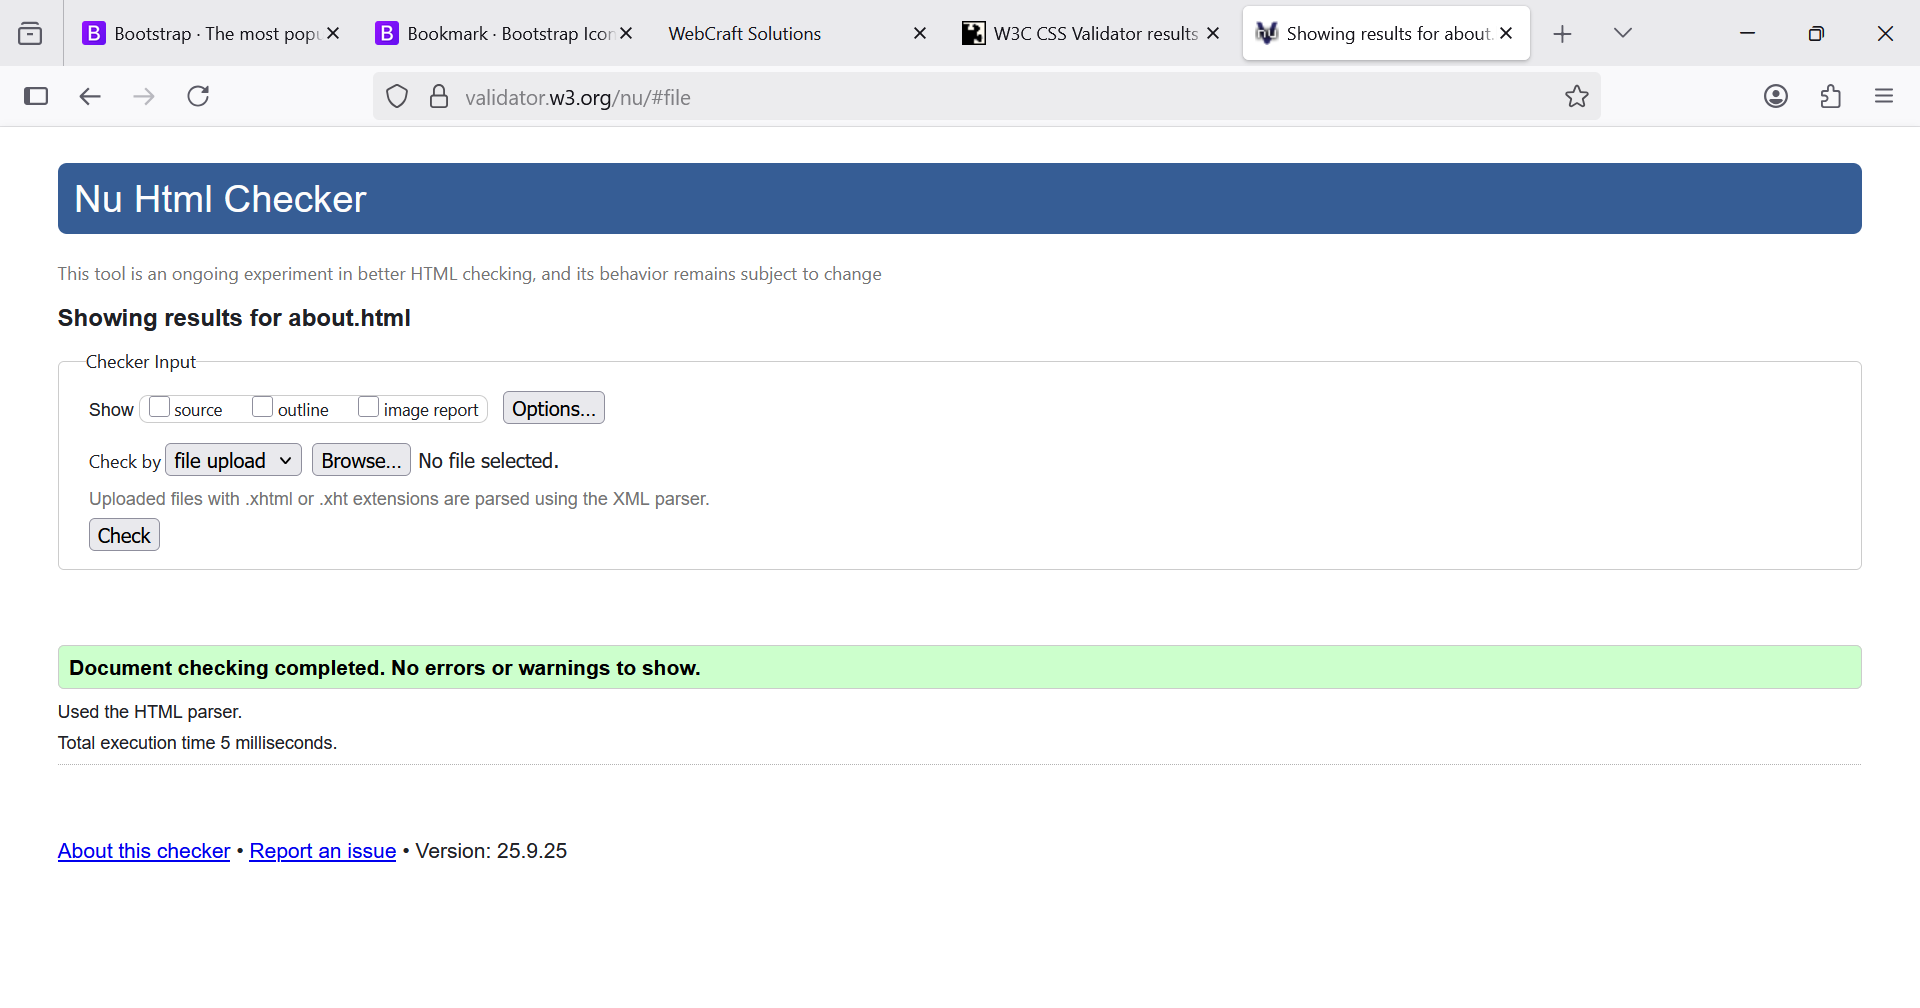 Bootstrap · The most popu
Bookmark · Bootstrap Icon
WebCraft Solutions
W3C CSS Validator results
Showing results for about.
validator.w3.org/nu/#file
Nu Html Checker
This tool is an ongoing experiment in better HTML checking, and its behavior remains subject to change
Showing results for about.html
Checker Input
Show source outline image report Options...
Check by file upload Browse... No file selected.
Uploaded files with .xhtml or .xht extensions are parsed using the XML parser.
Check
Document checking completed. No errors or warnings to show.
Used the HTML parser.
Total execution time 5 milliseconds.
About this checker • Report an issue • Version: 25.9.25